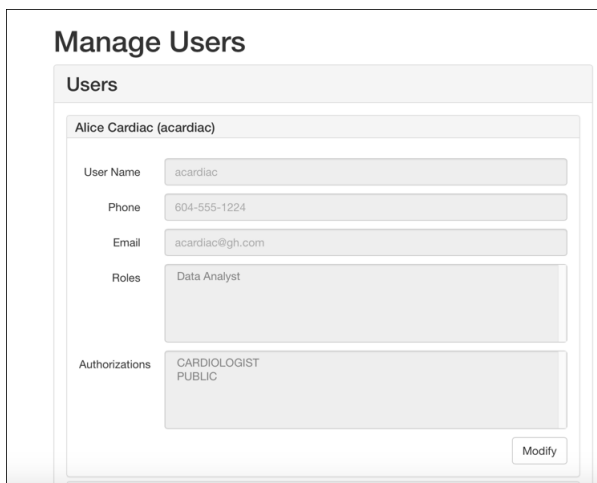 Manage Users
Users
Alice Cardiac (acardiac)
User Name acardiac
Phone 604-555-1224
Email acardiac@gh.com
Roles Data Analyst
Authorizations CARDIOLOGIST
PUBLIC
Modify